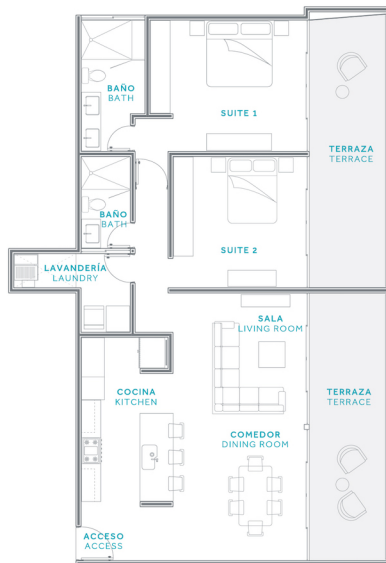 BAÑO
BATH
SUITE 1
TERRAZA
TERRACE
BAÑO
BATH
SUITE 2
LAVANDERÍA
LAUNDRY
SALA
LIVING ROOM
COCINA
KITCHEN
TERRAZA
TERRACE
COMEDOR
DINING ROOM
ACCESO
ACCESS